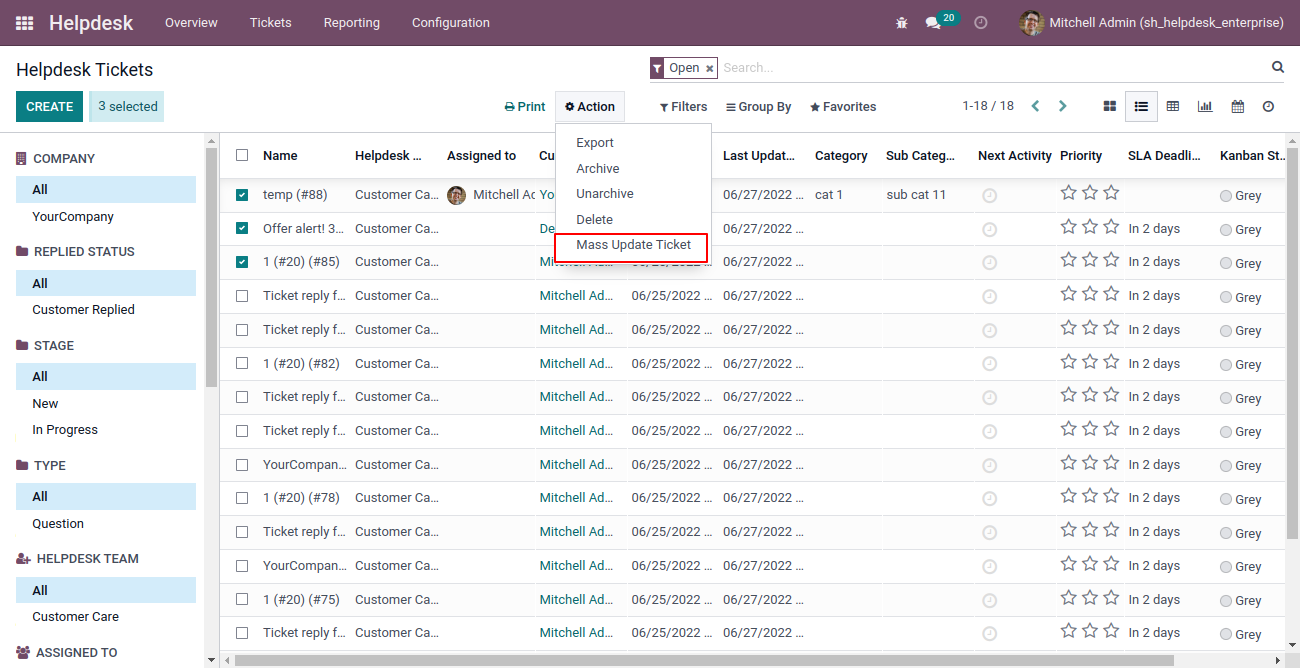 Helpdesk Overview Tickets Reporting Configuration 20 Mitchell Admin (sh_helpdesk_enterprise)
Helpdesk Tickets Open × Search...
CREATE 3 selected Print Action Filters Group By Favorites 1-18 / 18
Export
Archive
Unarchive
Delete
Mass Update Ticket
COMPANY
All
YourCompany
REPLIED STATUS
All
Customer Replied
STAGE
All
New
In Progress
TYPE
All
Question
HELPDESK TEAM
All
Customer Care
ASSIGNED TO
Name Helpdesk ... Assigned to Cu Last Updat... Category Sub Categ... Next Activity Priority SLA Deadli... Kanban St...
temp (#88) Customer Ca... Mitchell Ad Yo 06/27/2022 ... cat 1 sub cat 11 Grey
Offer alert! 3... Customer Ca... De 06/27/2022 ... In 2 days Grey
1 (#20) (#85) Customer Ca... 06/27/2022 ... In 2 days Grey
Ticket reply f... Customer Ca... Mitchell Ad... 06/25/2022 ... 06/27/2022 ... In 2 days Grey
Ticket reply f... Customer Ca... Mitchell Ad... 06/25/2022 ... 06/27/2022 ... In 2 days Grey
1 (#20) (#82) Customer Ca... Mitchell Ad... 06/25/2022 ... 06/27/2022 ... In 2 days Grey
Ticket reply f... Customer Ca... Mitchell Ad... 06/25/2022 ... 06/27/2022 ... In 2 days Grey
Ticket reply f... Customer Ca... Mitchell Ad... 06/25/2022 ... 06/27/2022 ... In 2 days Grey
YourCompan... Customer Ca... Mitchell Ad... 06/25/2022 ... 06/27/2022 ... In 2 days Grey
1 (#20) (#78) Customer Ca... Mitchell Ad... 06/25/2022 ... 06/27/2022 ... In 2 days Grey
Ticket reply f... Customer Ca... Mitchell Ad... 06/25/2022 ... 06/27/2022 ... In 2 days Grey
YourCompan... Customer Ca... Mitchell Ad... 06/25/2022 ... 06/27/2022 ... In 2 days Grey
1 (#20) (#75) Customer Ca... Mitchell Ad... 06/25/2022 ... 06/27/2022 ... In 2 days Grey
Ticket reply f... Customer Ca... Mitchell Ad... 06/25/2022 ... 06/27/2022 ... In 2 days Grey